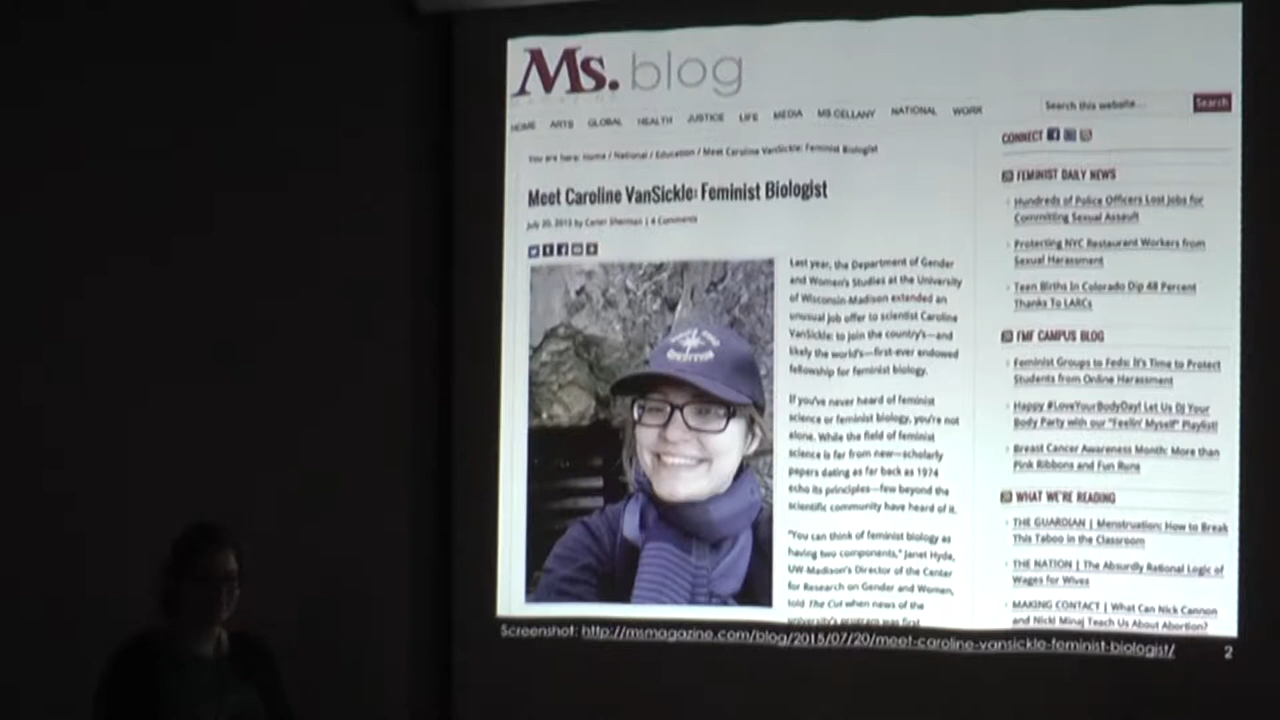 Ms. blog
HOME ARTS GLOBAL HEALTH JUSTICE LIFE MEDIA MS.CELLANY NATIONAL WORK
Search this website...
Search
CONNECT
You are here: Home / National / Education / Meet Caroline VanSickle: Feminist Biologist
Meet Caroline VanSickle: Feminist Biologist
July 20, 2015 by Carter Sherman | 4 Comments
Last year, the Department of Gender
and Women's Studies at the University
of Wisconsin-Madison extended an
unusual job offer to scientist Caroline
VanSickle: to join the country's—and
likely the world's—first-ever endowed
fellowship for feminist biology.
If you've never heard of feminist
science or feminist biology, you're not
alone. While the field of feminist
science is far from new—scholarly
papers dating as far back as 1974
echo its principles—few beyond the
scientific community have heard of it.
"You can think of feminist biology as
having two components," Janet Hyde,
UW-Madison's Director of the Center
for Research on Gender and Women,
told The Cut when news of the
university's program was first
FEMINIST DAILY NEWS
Hundreds of Police Officers Lost Jobs for
Committing Sexual Assault
Protecting NYC Restaurant Workers from
Sexual Harassment
Teen Births In Colorado Dip 48 Percent
Thanks To LARCs
FMF CAMPUS BLOG
Feminist Groups to Feds: It's Time to Protect
Students from Online Harassment
Happy #LoveYourBodyDay! Let Us DJ Your
Body Party with our "Feelin' Myself" Playlist!
Breast Cancer Awareness Month: More than
Pink Ribbons and Fun Runs
WHAT WE'RE READING
THE GUARDIAN | Menstruation: How to Break
This Taboo in the Classroom
THE NATION | The Absurdly Rational Logic of
Wages for Wives
MAKING CONTACT | What Can Nick Cannon
and Nicki Minaj Teach Us About Abortion?
Screenshot: http://msmagazine.com/blog/2015/07/20/meet-caroline-vansickle-feminist-biologist/
2